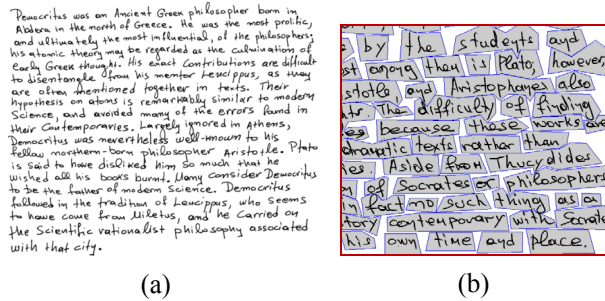 Democritus was an Ancient Greek philosopher born in
Abdera in the north of Greece. He was the most prolific,
and ultimately the most influential, of the philosophers;
his atomic theory may be regarded as the culmination of
early Greek thought. His exact contributions are difficult
to disentangle from his mentor Leucippus, as they
are often mentioned together in texts. Their
hypothesis on atoms is remarkably similar to modern
Science, and avoided many of the errors found in
their Contemporaries. Largely ignored in Athens,
Democritus was nevertheless well-known to his
fellow northern-born philosopher Aristotle. Plato
is said to have disliked him so much that he
wished all his books burnt. Many consider Democritus
to be the father of modern Science. Democritus
followed in the tradition of Leucippus, who seems
to have come from Miletus, and he carried on
the Scientific rationalist philosophy associated
with that city.
(a)
by the students and
among them is Plato, however,
and Aristophanes also
The difficulty of finding
because these works are
dramatic texts rather than
Aside from Thucydides
of Socrates or philosophers
in fact no such thing as a
contemporary with Socrate
his own time and place.
(b)